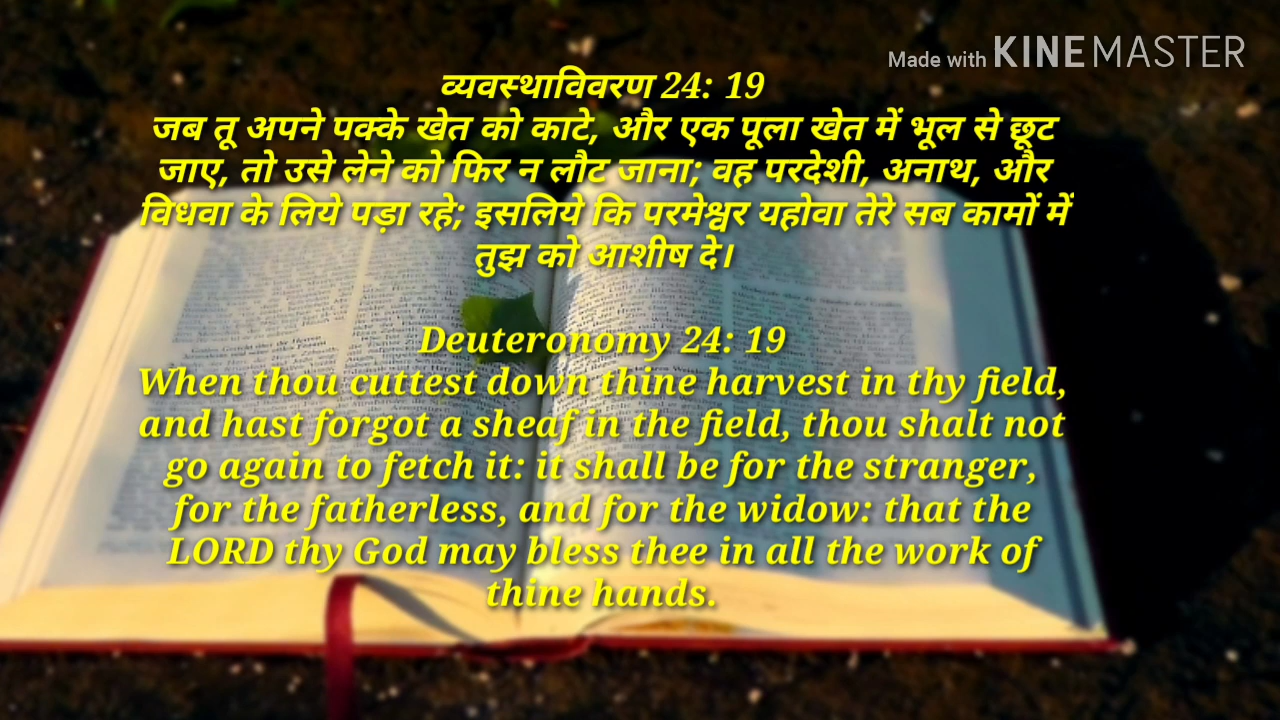 Made with KINEMASTER
व्यवस्थाविवरण 24: 19
जब तू अपने पक्के खेत को काटे, और एक पूला खेत में भूल से छूट
जाए, तो उसे लेने को फिर न लौट जाना; वह परदेशी, अनाथ, और
विधवा के लिये पड़ा रहे; इसलिये कि परमेश्वर यहोवा तेरे सब कामों में
तुझ को आशीष दे।
Deuteronomy 24: 19
When thou cuttest down thine harvest in thy field,
and hast forgot a sheaf in the field, thou shalt not
go again to fetch it: it shall be for the stranger,
for the fatherless, and for the widow: that the
LORD thy God may bless thee in all the work of
thine hands.